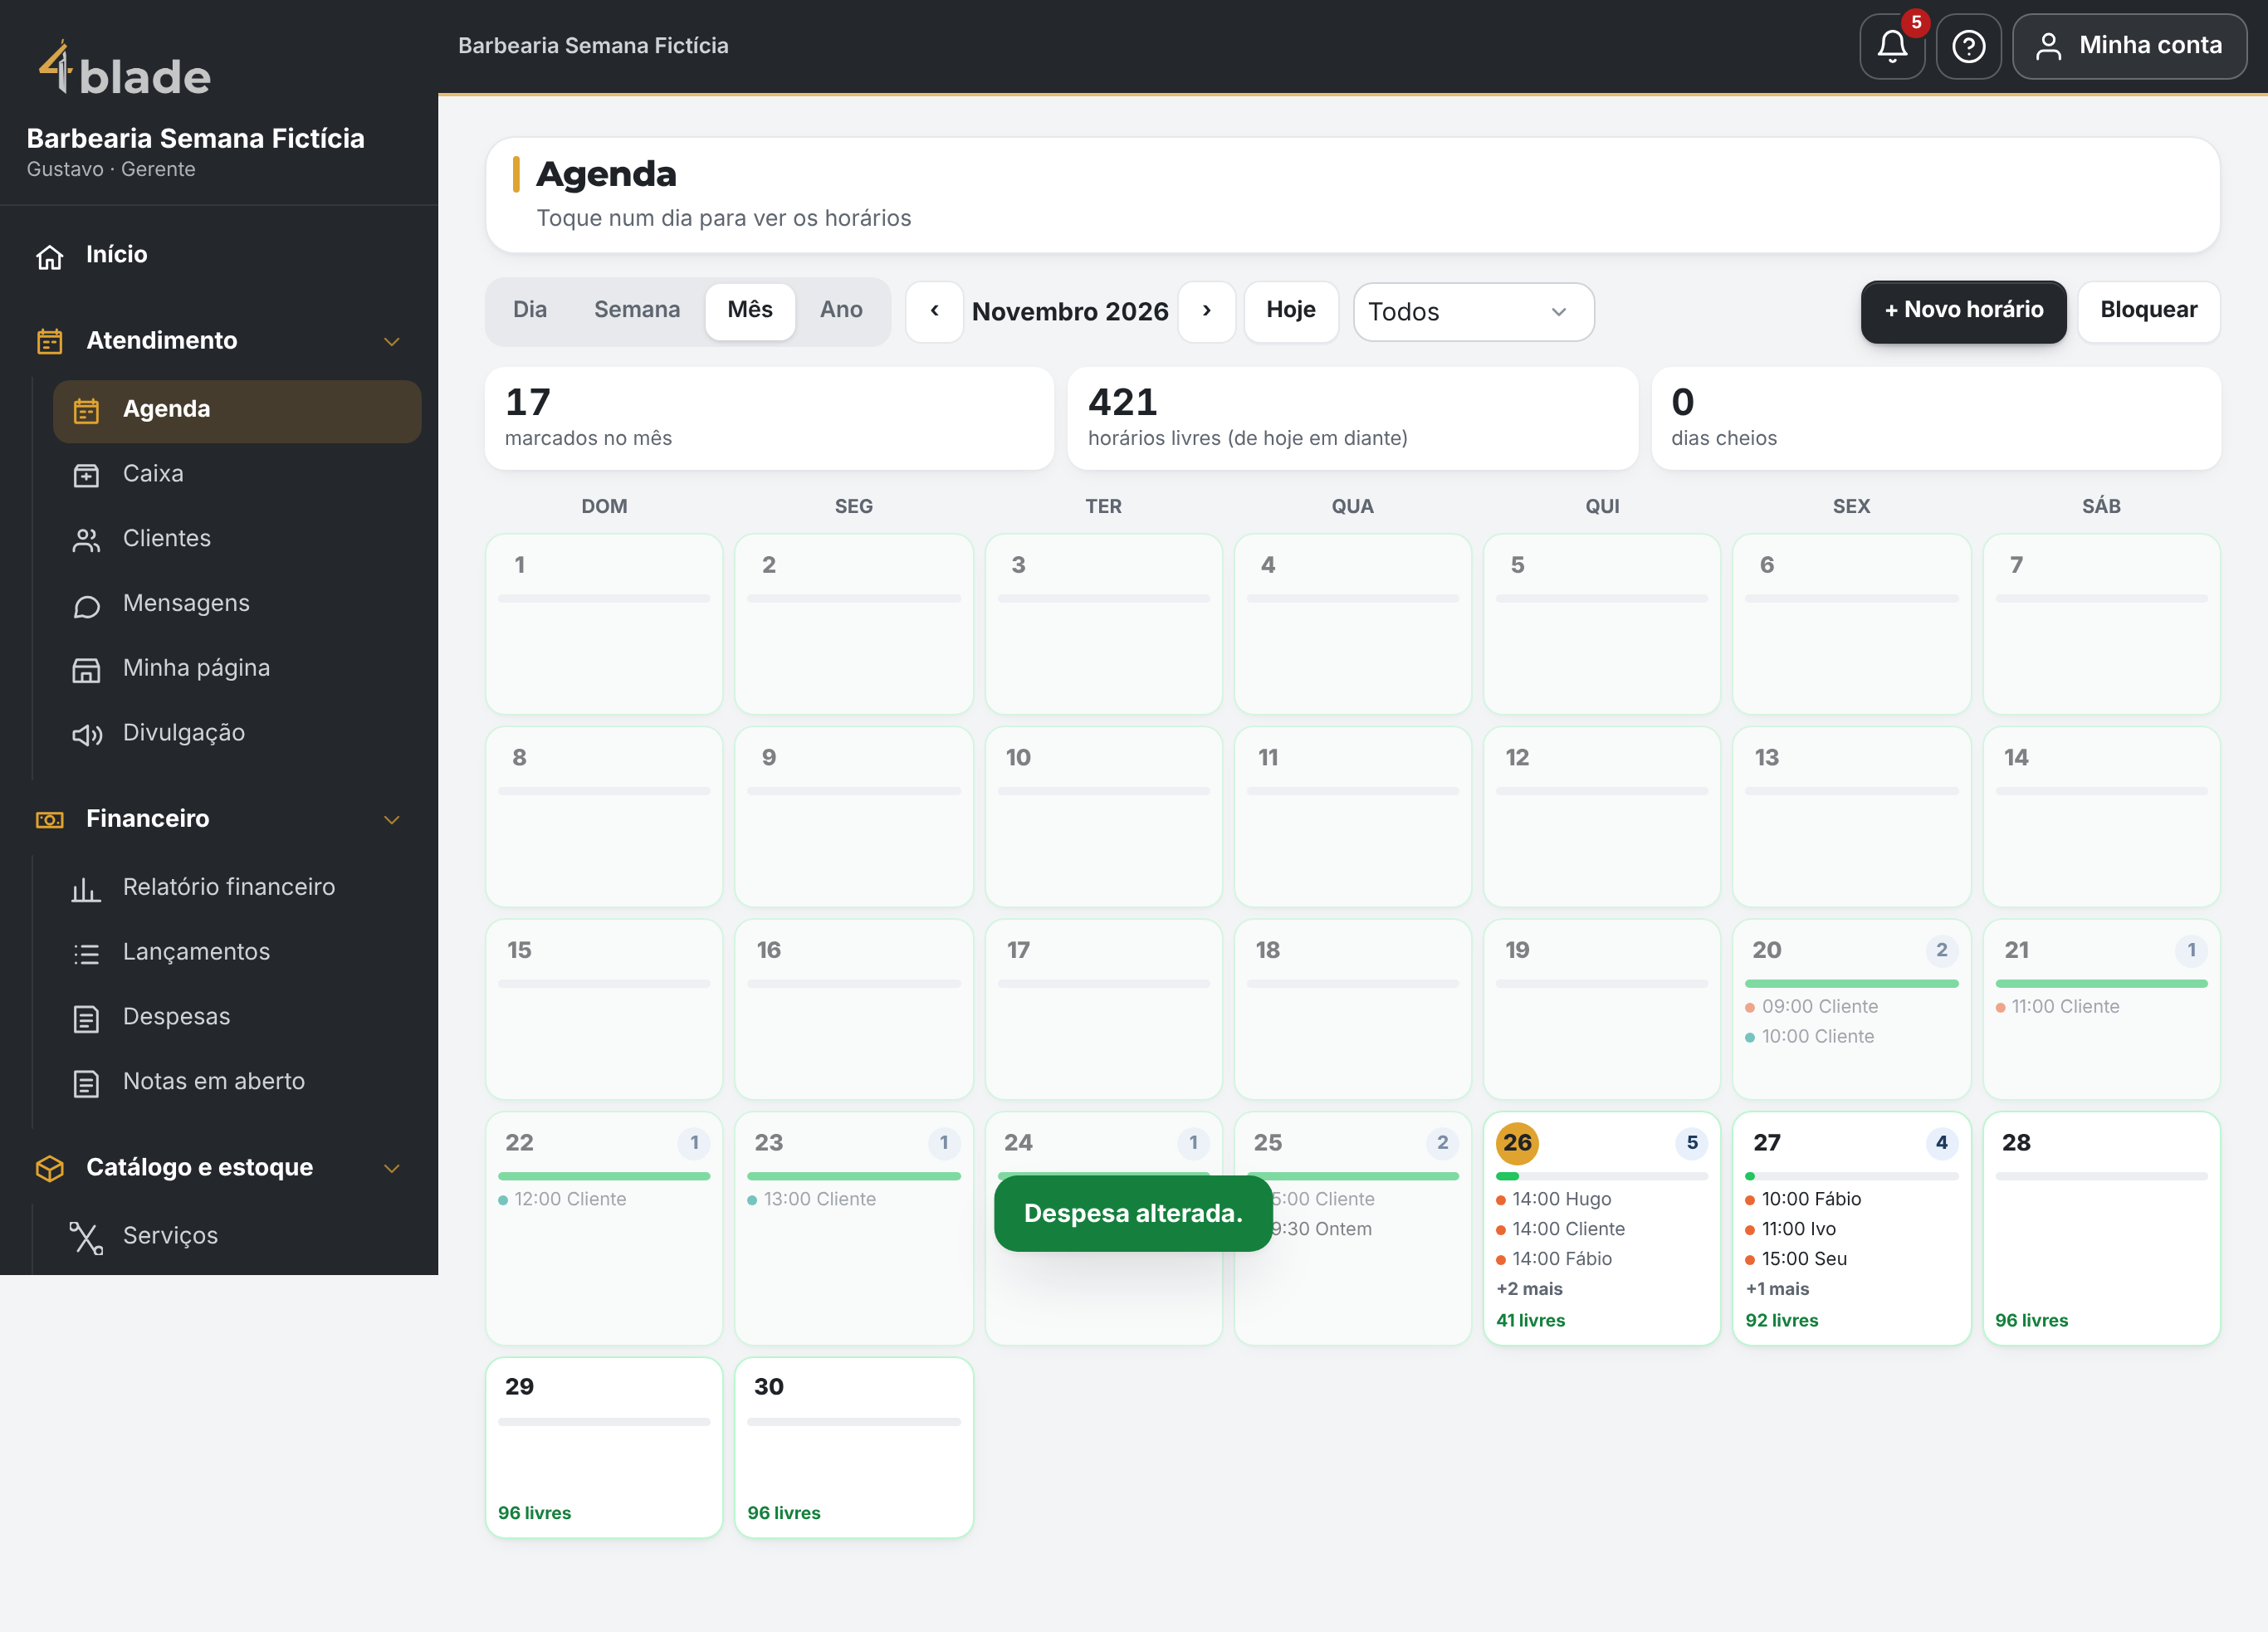 4blade
Barbearia Semana Fictícia
Gustavo · Gerente
Início
Atendimento
Agenda
Caixa
Clientes
Mensagens
Minha página
Divulgação
Financeiro
Relatório financeiro
Lançamentos
Despesas
Notas em aberto
Catálogo e estoque
Serviços
Barbearia Semana Fictícia
5
Minha conta
Agenda
Toque num dia para ver os horários
Dia Semana Mês Ano ‹ Novembro 2026 › Hoje Todos + Novo horário Bloquear
17
marcados no mês
421
horários livres (de hoje em diante)
0
dias cheios
DOM SEG TER QUA QUI SEX SÁB
1 2 3 4 5 6 7
8 9 10 11 12 13 14
15 16 17 18 19
20 2
09:00 Cliente
10:00 Cliente
21 1
11:00 Cliente
22 1
12:00 Cliente
23 1
13:00 Cliente
24 1
25 2
5:00 Cliente
9:30 Ontem
Despesa alterada.
26 5
14:00 Hugo
14:00 Cliente
14:00 Fábio
+2 mais
41 livres
27 4
10:00 Fábio
11:00 Ivo
15:00 Seu
+1 mais
92 livres
28
96 livres
29
96 livres
30
96 livres